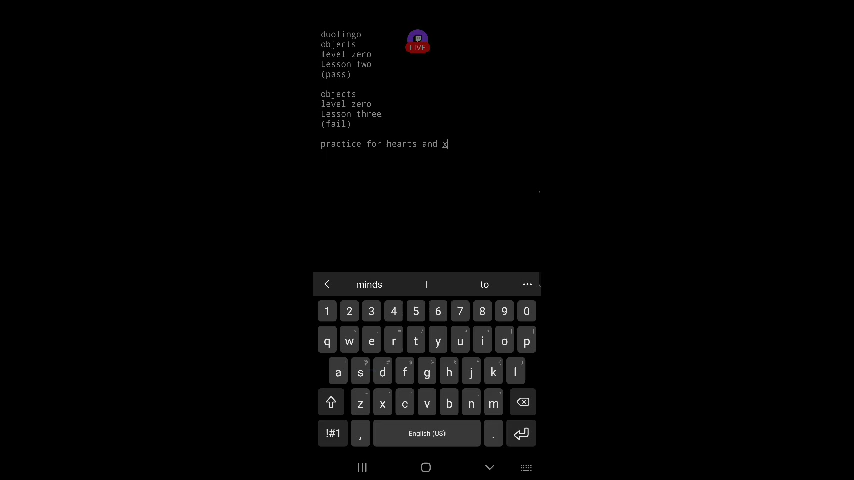 duolingo
objects
level zero
Lesson two
(pass)
objects
level zero
Lesson three
(fail)
practice for hearts and x
LIVE
minds I to
1 2 3 4 5 6 7 8 9 0
q w e r t y u i o p
a s d f g h j k l
z x c v b n m
!#1 , English (US) .